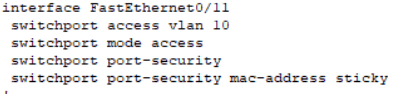 interface FastEthernet0/11
switchport access vlan 10
switchport mode access
switchport port-security
switchport port-security mac-address sticky